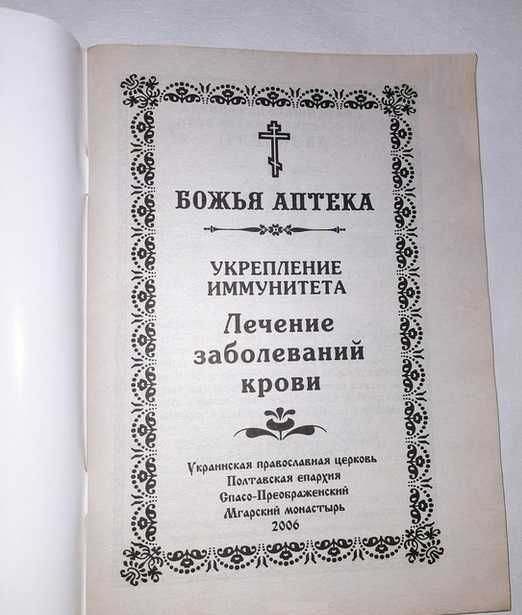 БОЖЬЯ АПТЕКА
УКРЕПЛЕНИЕ
ИММУНИТЕТА
Лечение
заболеваний
крови
Украинская православная церковь
Полтавская епархия
Спасо-Преображенский
Мгарский монастырь
2006